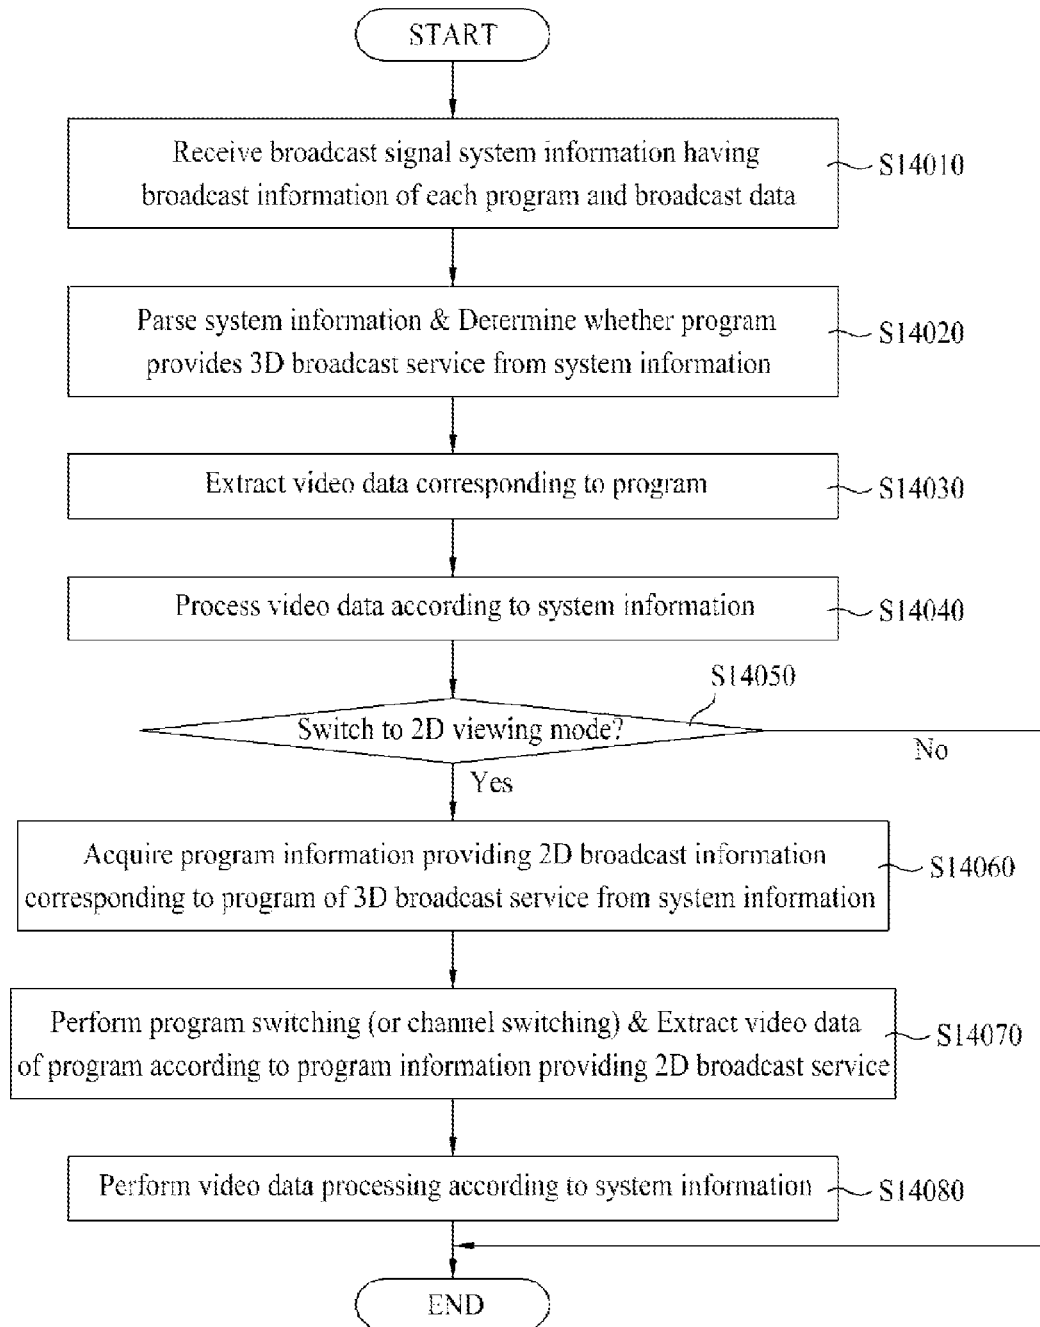 START
Receive broadcast signal system information having
broadcast information of each program and broadcast data
S14010
Parse system information & Determine whether program
provides 3D broadcast service from system information
S14020
Extract video data corresponding to program
S14030
Process video data according to system information
S14040
S14050
Switch to 2D viewing mode?
No
Yes
Acquire program information providing 2D broadcast information
corresponding to program of 3D broadcast service from system information
S14060
Perform program switching (or channel switching) & Extract video data
of program according to program information providing 2D broadcast service
S14070
Perform video data processing according to system information
S14080
END